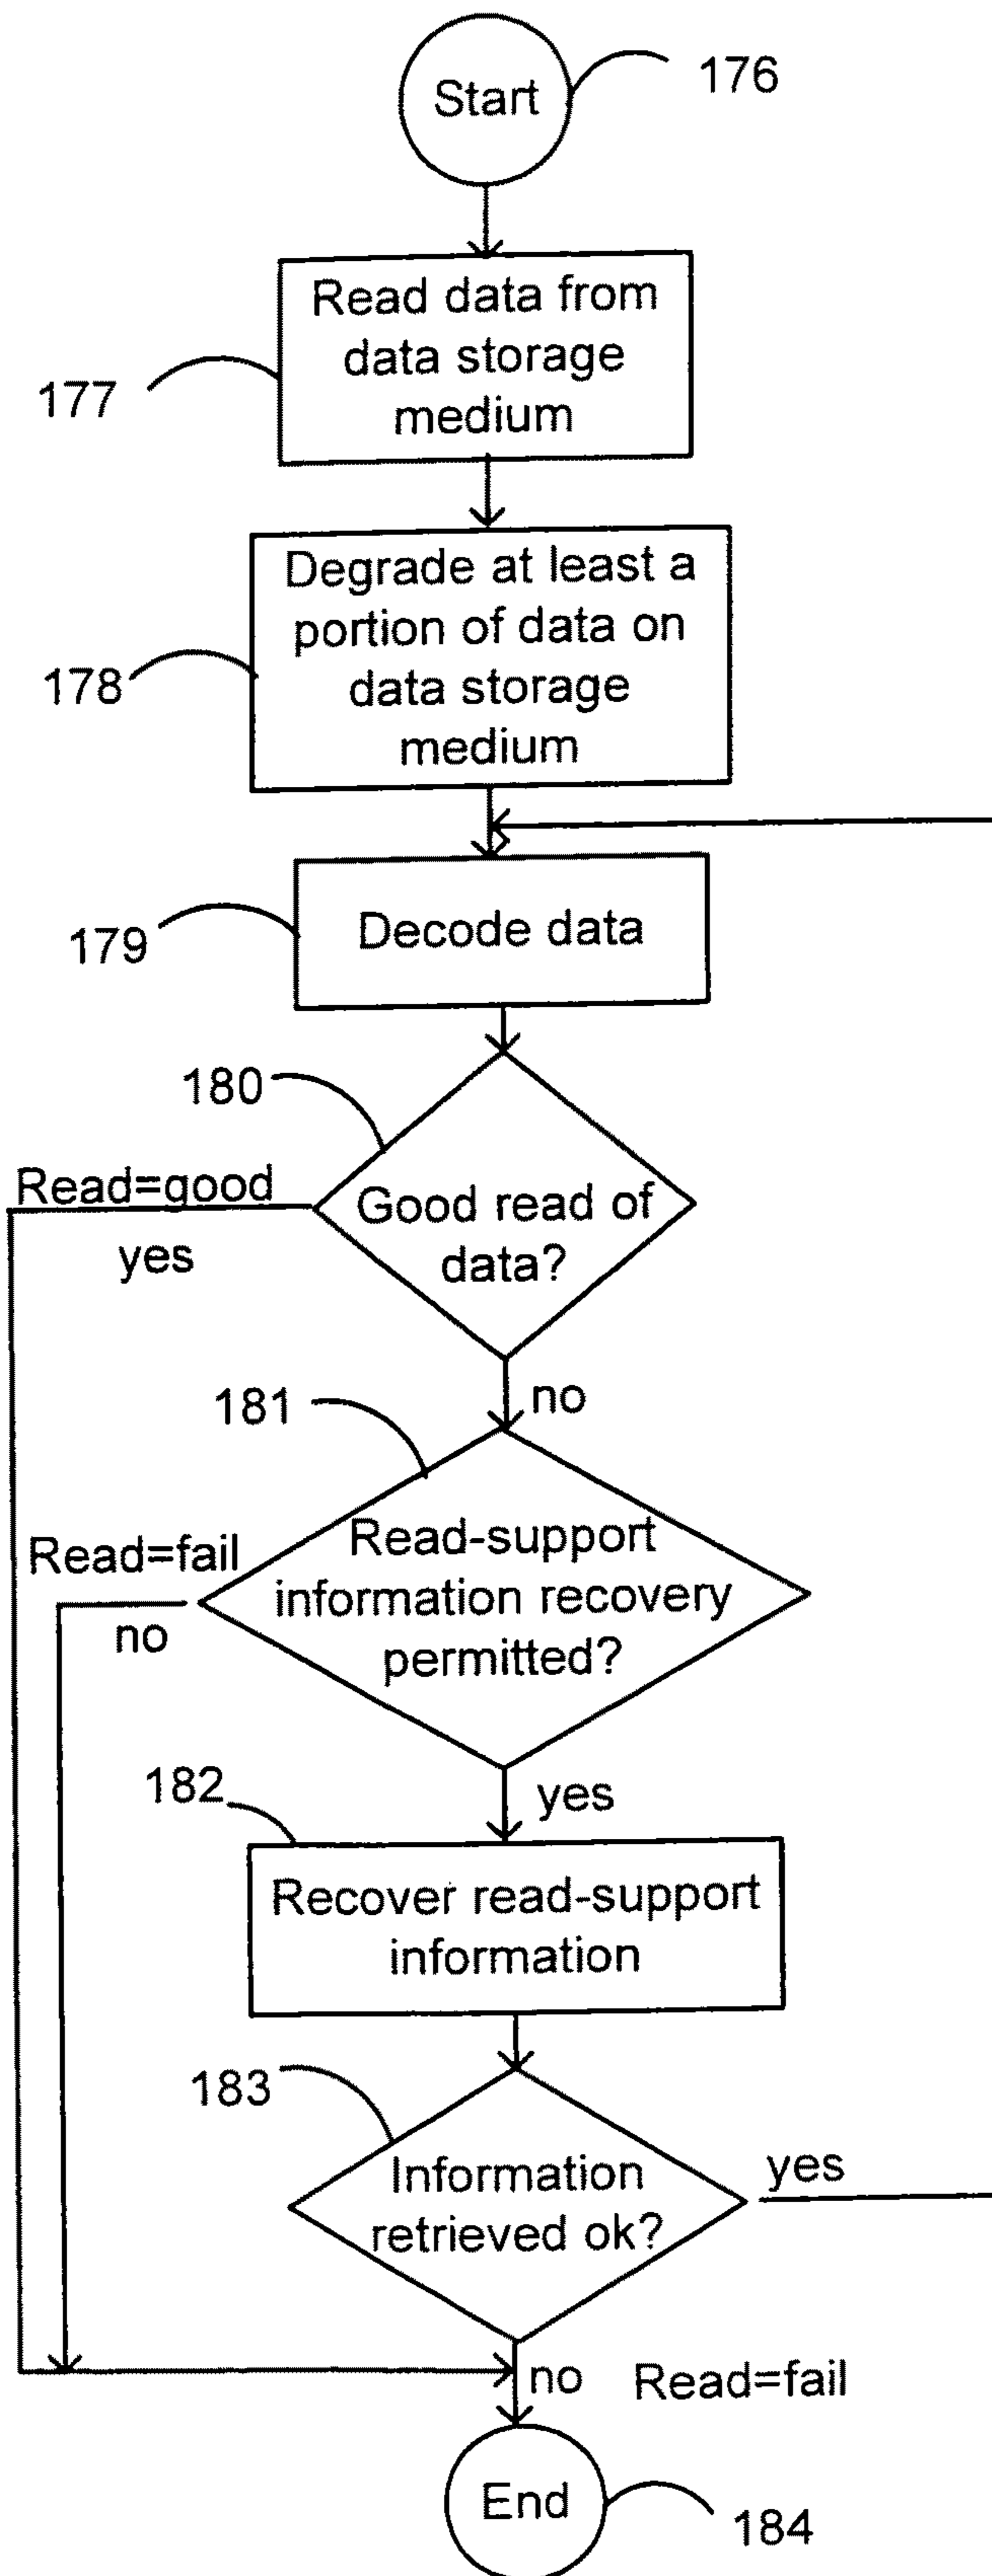 Start
176
Read data from
data storage
medium
177
Degrade at least a
portion of data on
data storage
medium
178
Decode data
179
180
Read=good
yes
Good read of
data?
no
181
Read=fail
no
Read-support
information recovery
permitted?
yes
182
Recover read-support
information
183
Information
retrieved ok?
yes
no
Read=fail
End
184